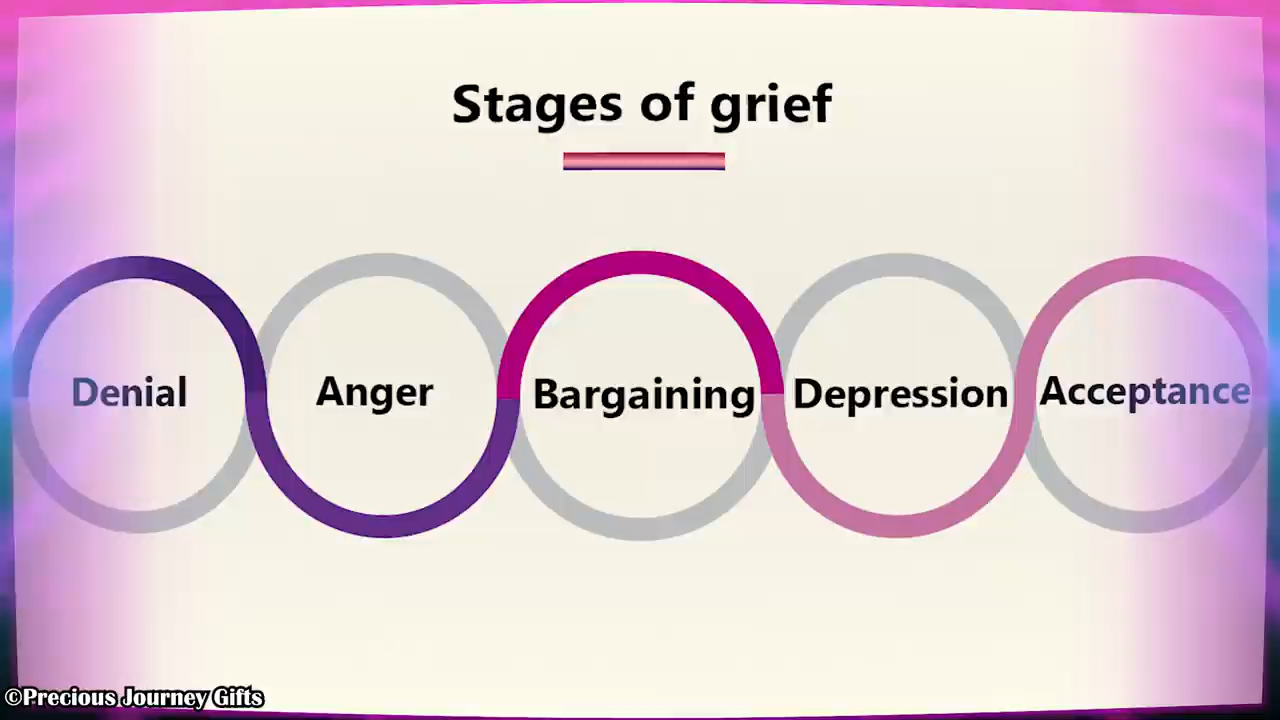 Stages of grief
Denial Anger Bargaining Depression Acceptance
©Precious Journey Gifts